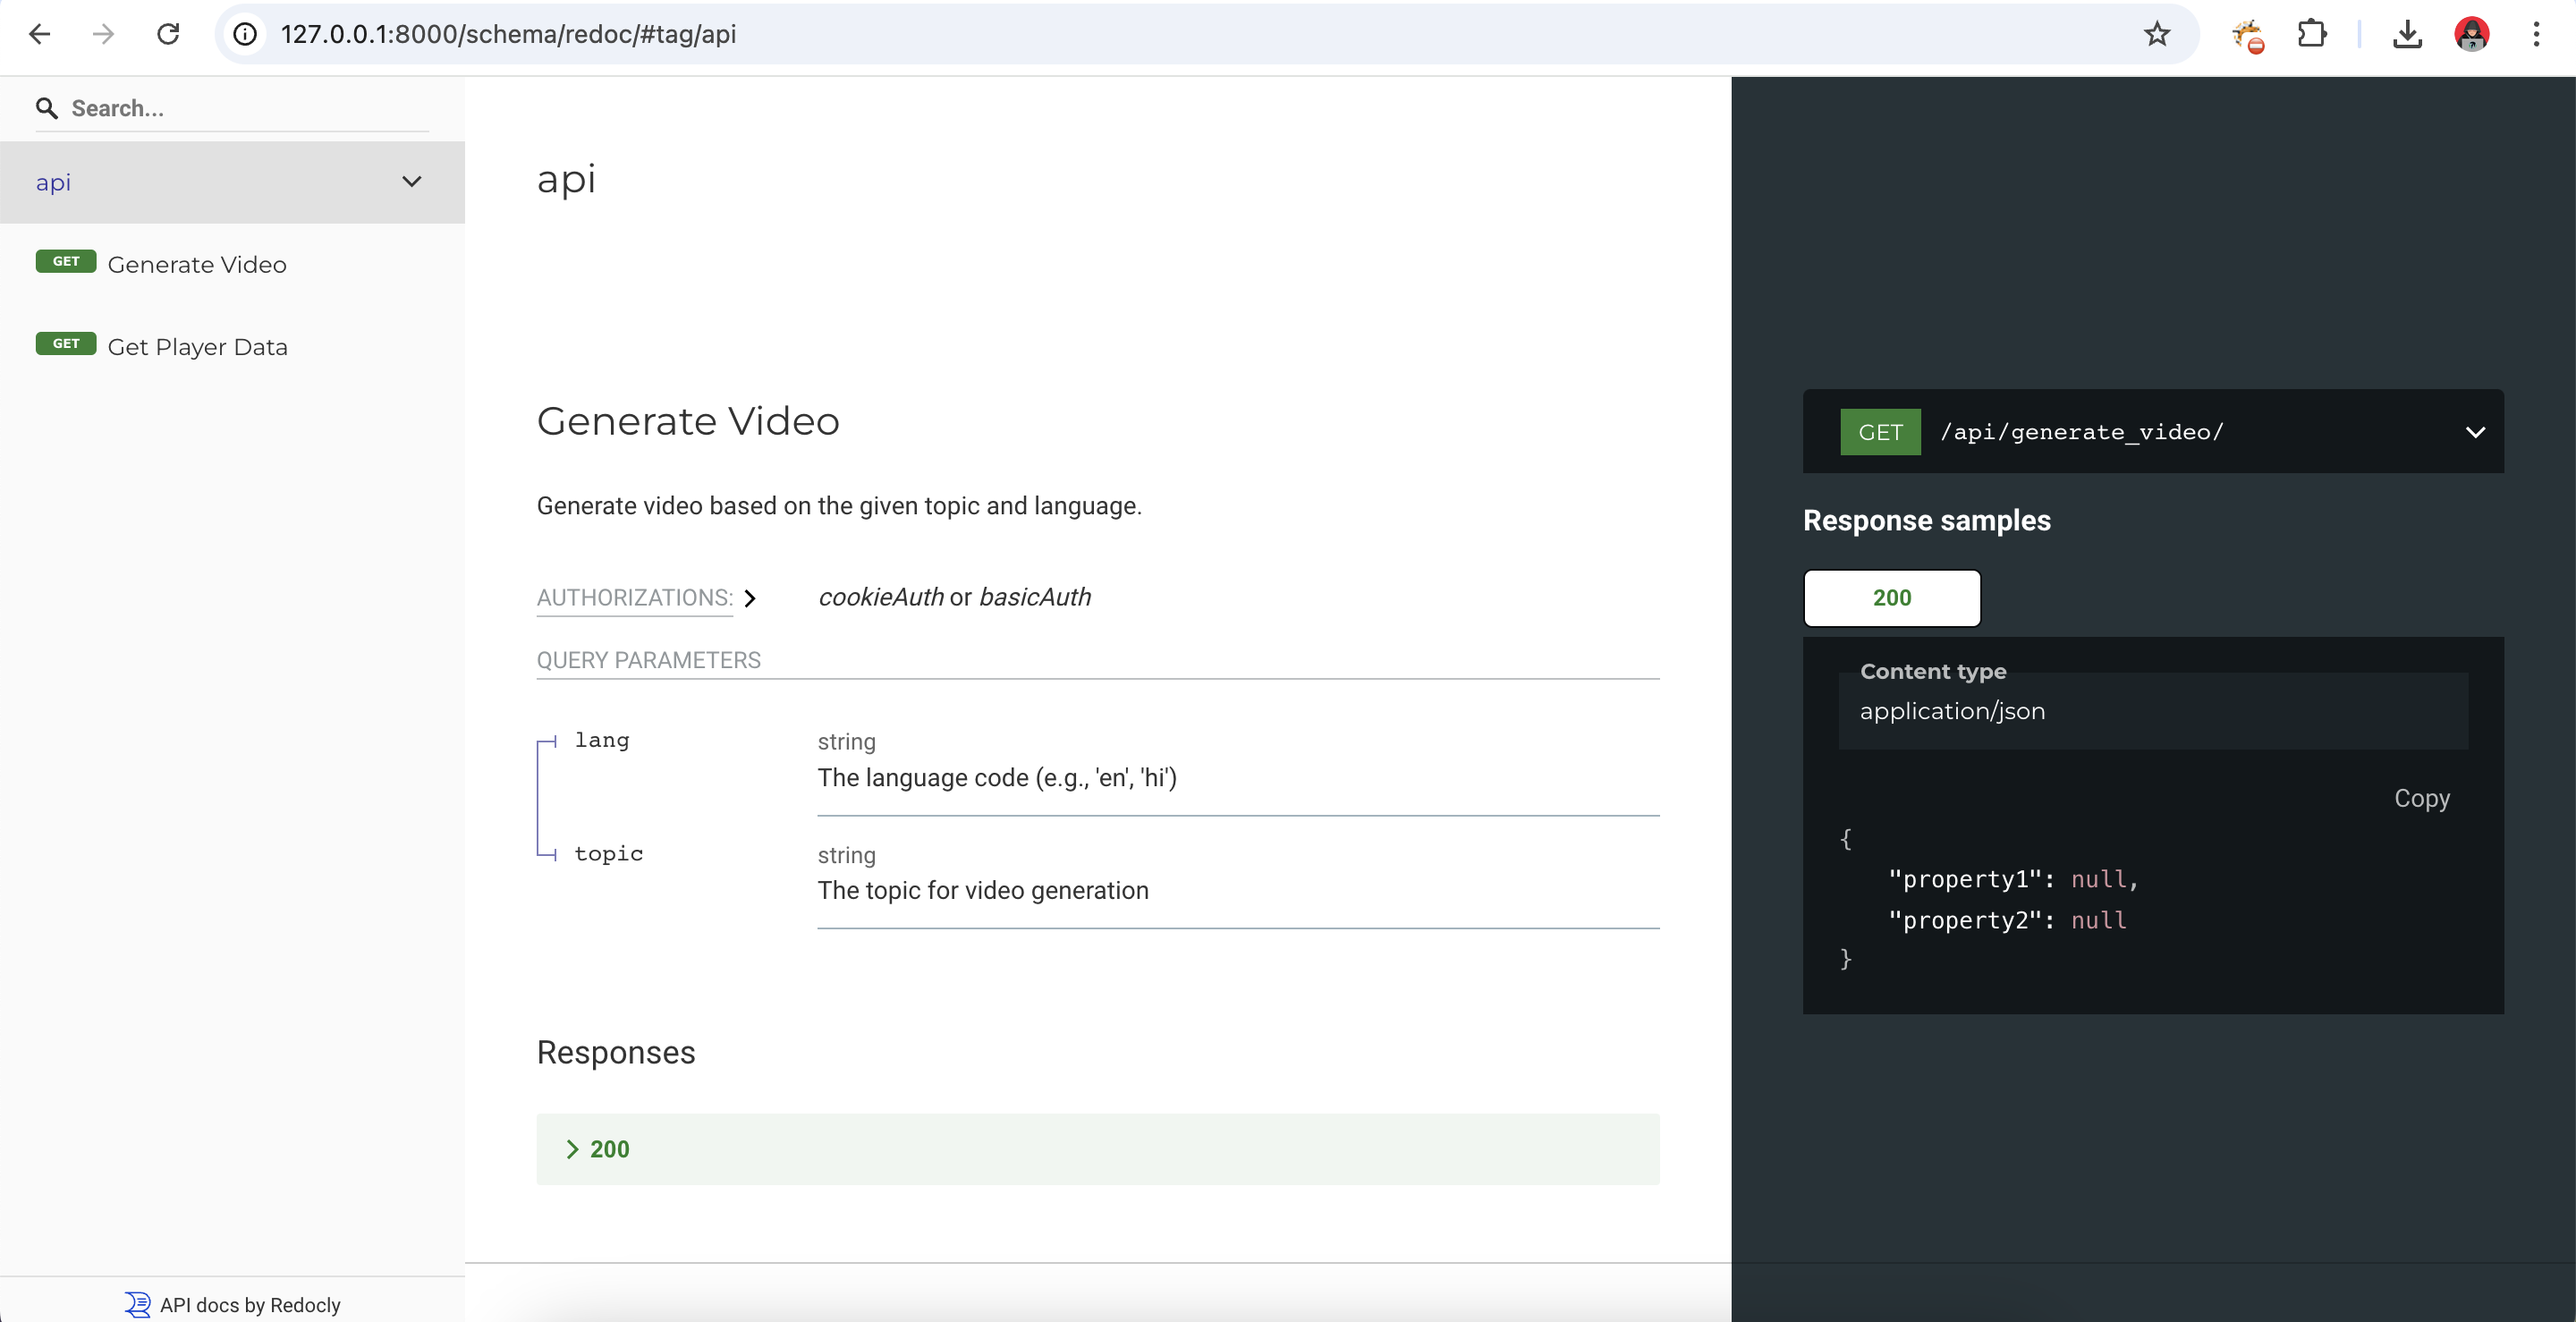 127.0.0.1:8000/schema/redoc/#tag/api
Search...
api
GET Generate Video
GET Get Player Data
API docs by Redocly
api
Generate Video
Generate video based on the given topic and language.
AUTHORIZATIONS: cookieAuth or basicAuth
QUERY PARAMETERS
lang
string
The language code (e.g., 'en', 'hi')
topic
string
The topic for video generation
Responses
200
GET /api/generate_video/
Response samples
200
Content type
application/json
Copy
{
"property1": null,
"property2": null
}